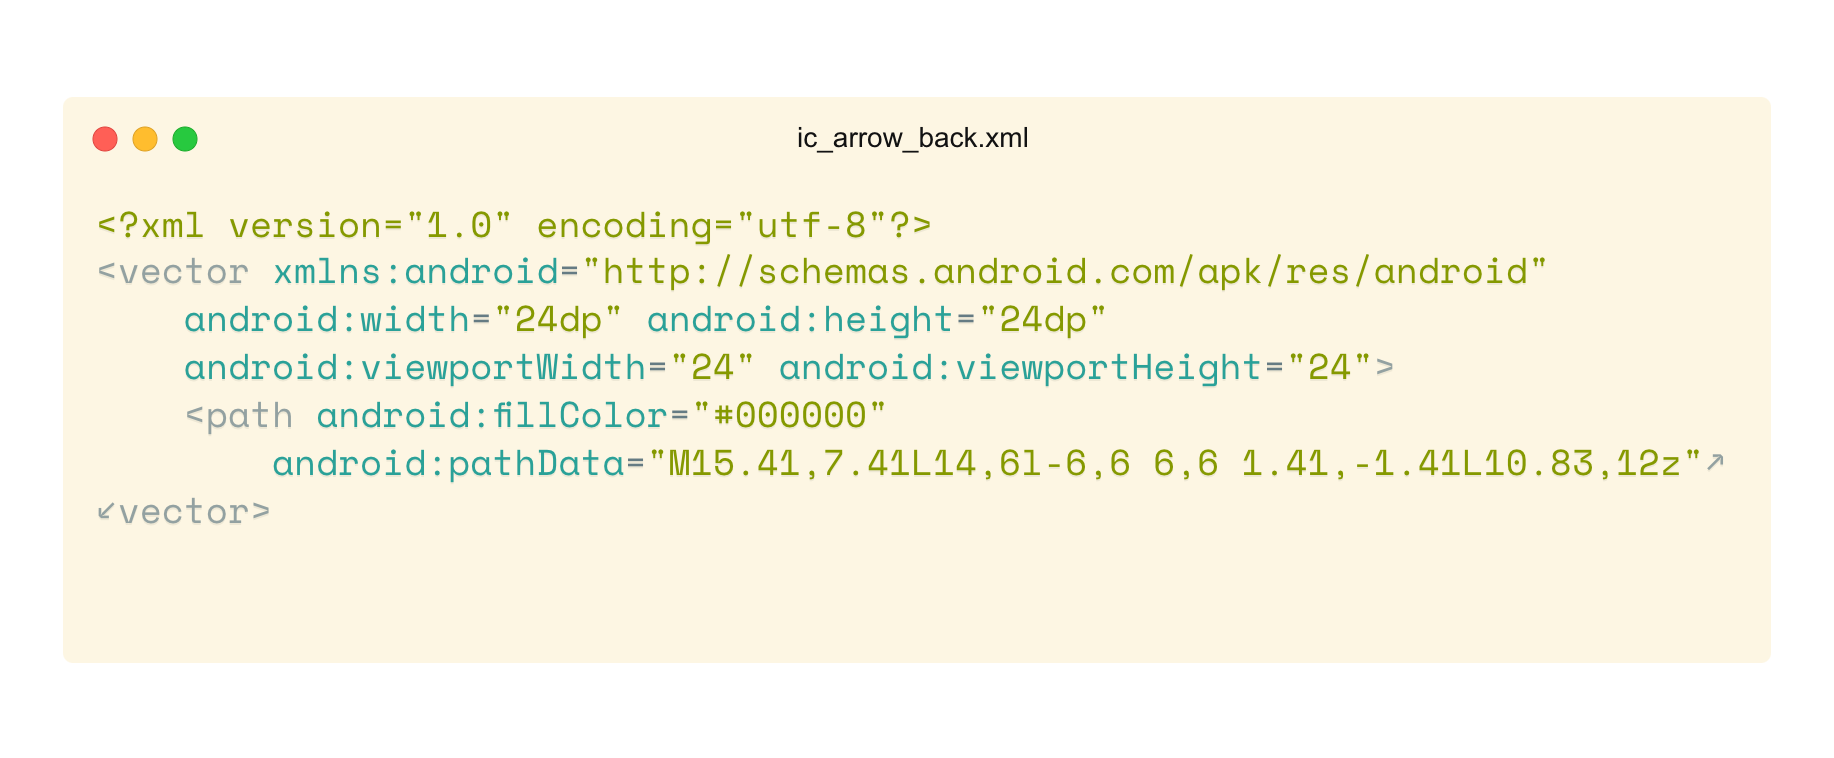 ic_arrow_back.xml
<?xml version="1.0" encoding="utf-8"?>
<vector xmlns:android="http://schemas.android.com/apk/res/android"
    android:width="24dp" android:height="24dp"
    android:viewportWidth="24" android:viewportHeight="24">
    <path android:fillColor="#000000"
        android:pathData="M15.41,7.41L14,6l-6,6 6,6 1.41,-1.41L10.83,12z"↗
↙vector>